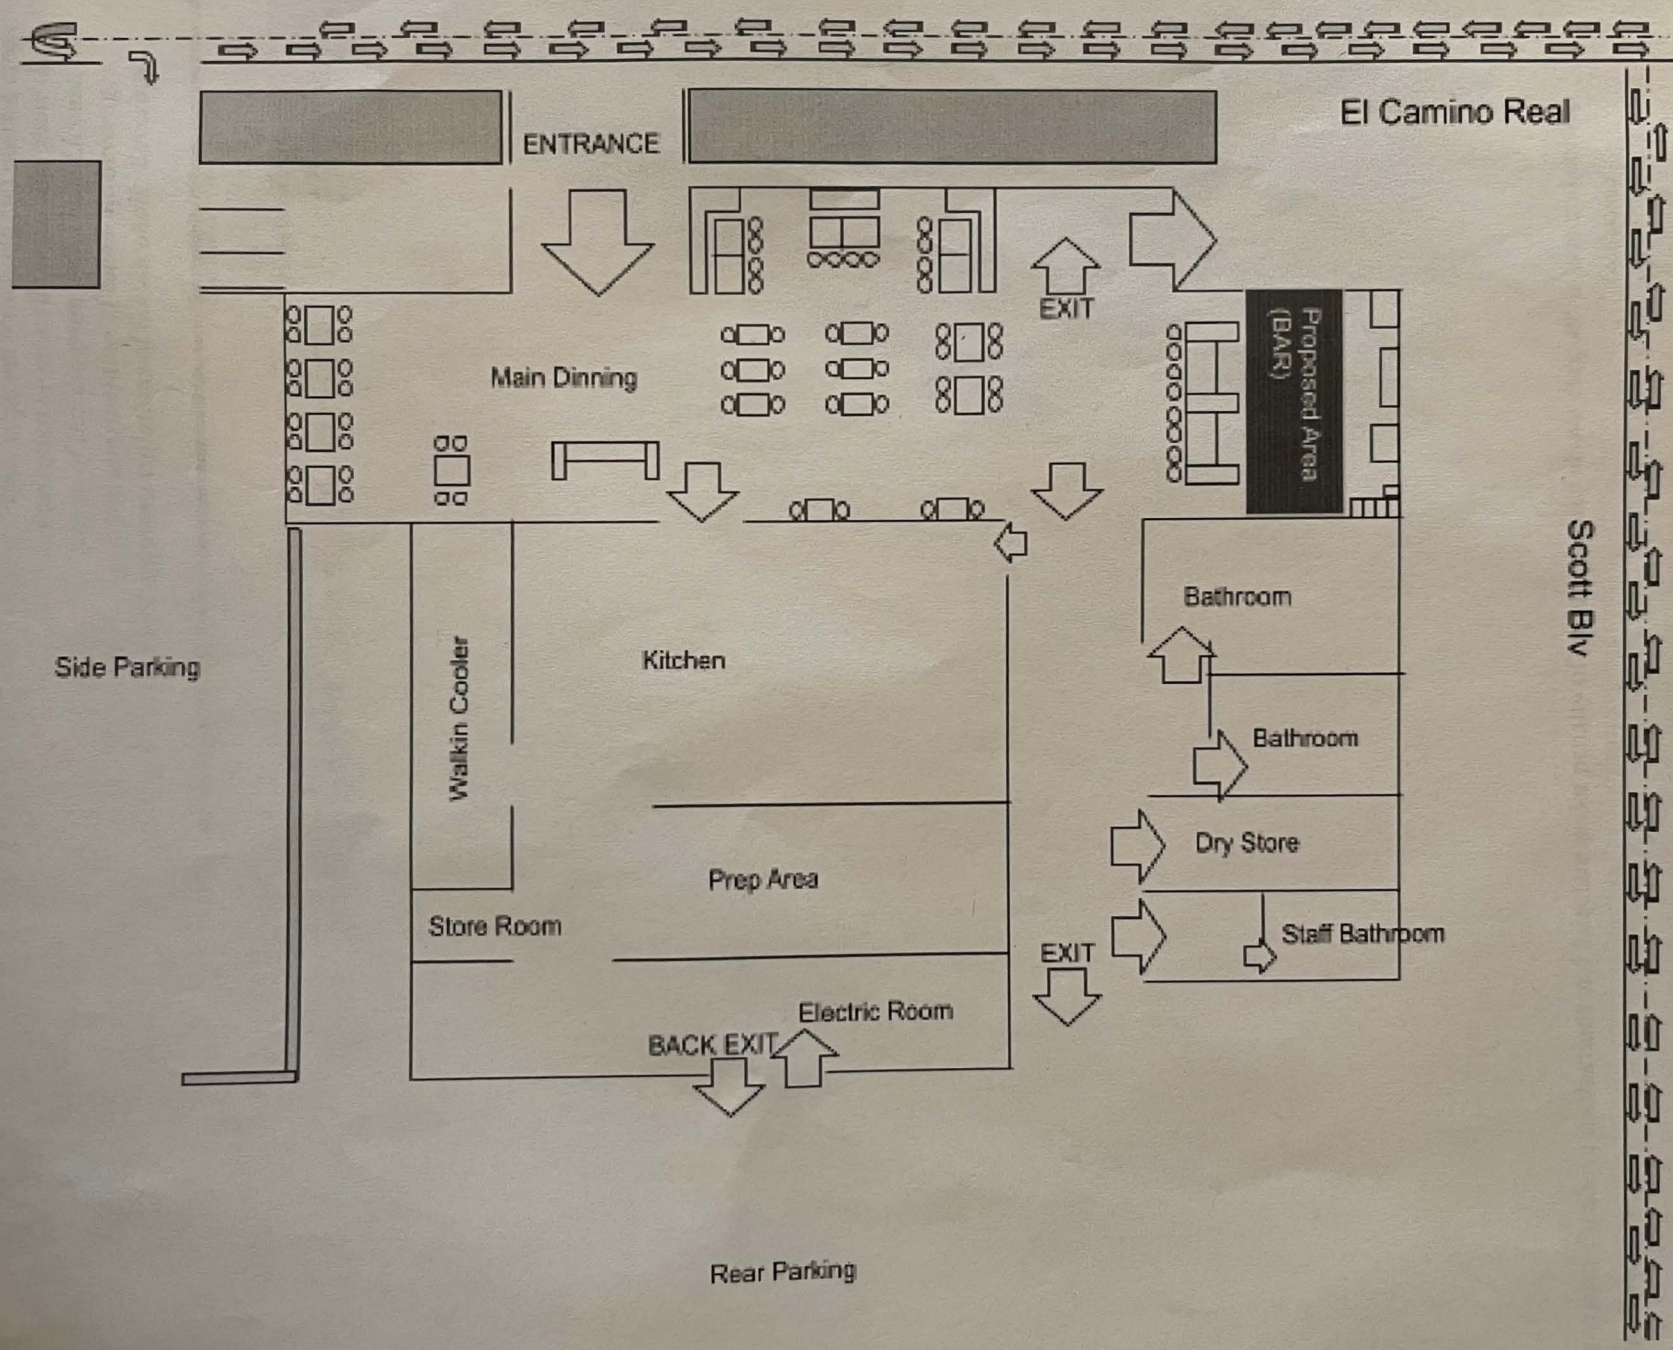 El Camino Real
ENTRANCE
EXIT
Proposed Area
(BAR)
Main Dinning
Scott Blv
Bathroom
Side Parking
Walkin Cooler
Kitchen
Bathroom
Dry Store
Prep Area
Store Room
Staff Bathroom
EXIT
Electric Room
BACK EXIT
Rear Parking